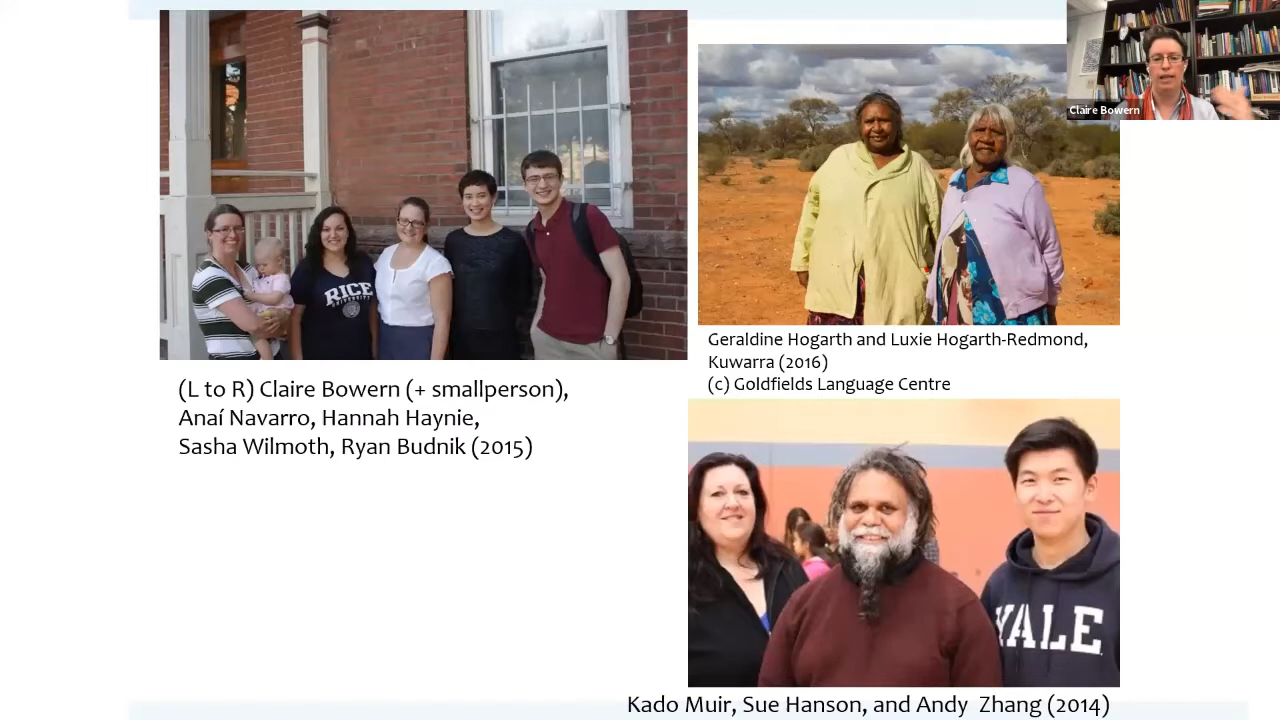 Claire Bowern
RICE
UNIVERSITY
(L to R) Claire Bowern (+ smallperson),
Anaí Navarro, Hannah Haynie,
Sasha Wilmoth, Ryan Budnik (2015)
Geraldine Hogarth and Luxie Hogarth-Redmond,
Kuwarra (2016)
(c) Goldfields Language Centre
YALE
Kado Muir, Sue Hanson, and Andy Zhang (2014)